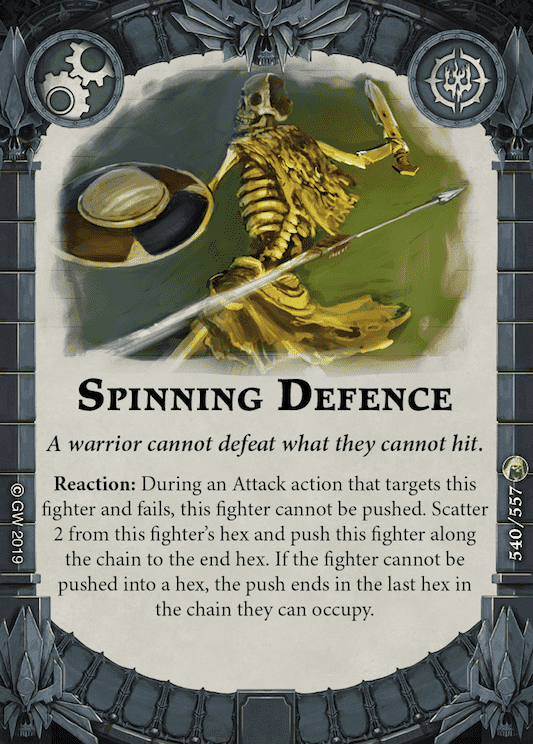 SPINNING DEFENCE
A warrior cannot defeat what they cannot hit.
Reaction: During an Attack action that targets this
fighter and fails, this fighter cannot be pushed. Scatter
2 from this fighter's hex and push this fighter along
the chain to the end hex. If the fighter cannot be
pushed into a hex, the push ends in the last hex in
the chain they can occupy.
©GW 2019
540/557